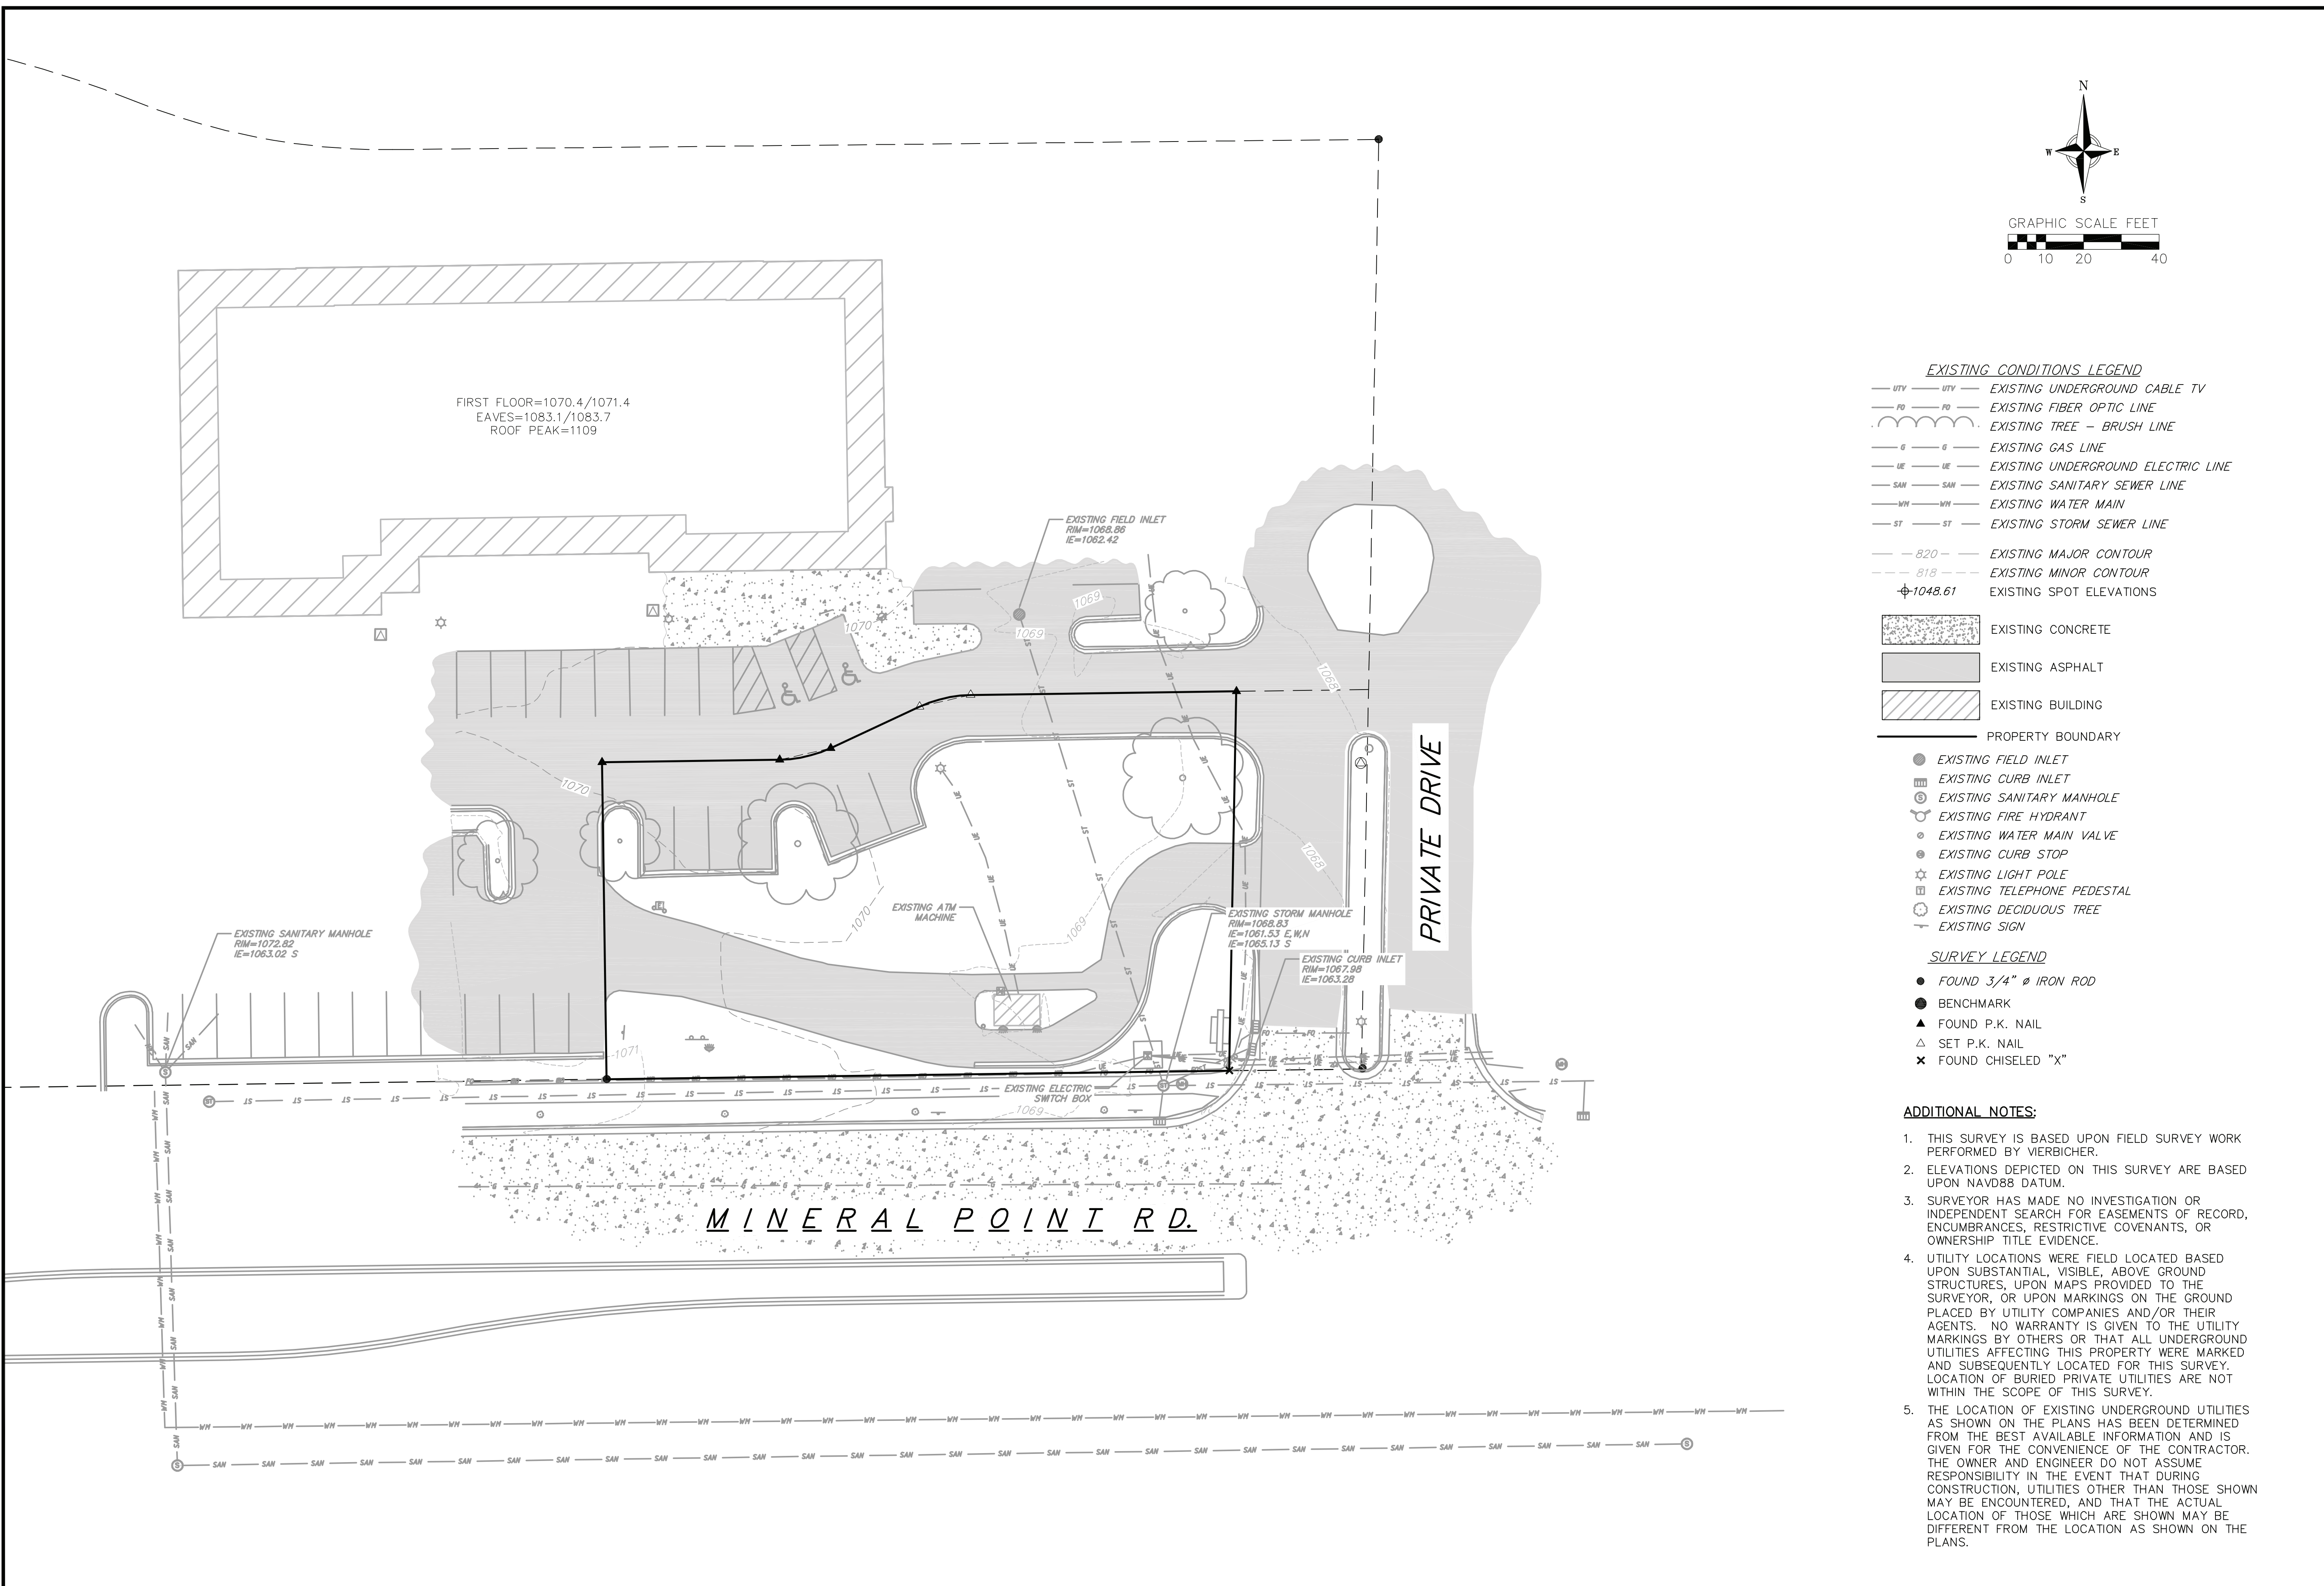 N
W E
S
GRAPHIC SCALE FEET
0 10 20 40
FIRST FLOOR=1070.4/1071.4
EAVES=1083.1/1083.7
ROOF PEAK=1109
EXISTING FIELD INLET
RIM=1068.86
IE=1062.42
1069
1069
1070
1068
1070
1068
1070
1069
1071
1069
EXISTING ATM
MACHINE
EXISTING SANITARY MANHOLE
RIM=1072.82
IE=1063.02 S
EXISTING STORM MANHOLE
RIM=1068.83
IE=1061.53 E,W,N
IE=1065.13 S
EXISTING CURB INLET
RIM=1067.98
IE=1063.28
EXISTING ELECTRIC
SWITCH BOX
PRIVATE DRIVE
MINERAL POINT RD.
EXISTING CONDITIONS LEGEND
UTV UTV EXISTING UNDERGROUND CABLE TV
FO FO EXISTING FIBER OPTIC LINE
EXISTING TREE – BRUSH LINE
G G EXISTING GAS LINE
UE UE EXISTING UNDERGROUND ELECTRIC LINE
SAN SAN EXISTING SANITARY SEWER LINE
WM WM EXISTING WATER MAIN
ST ST EXISTING STORM SEWER LINE
820 EXISTING MAJOR CONTOUR
818 EXISTING MINOR CONTOUR
1048.61 EXISTING SPOT ELEVATIONS
EXISTING CONCRETE
EXISTING ASPHALT
EXISTING BUILDING
PROPERTY BOUNDARY
EXISTING FIELD INLET
EXISTING CURB INLET
S EXISTING SANITARY MANHOLE
EXISTING FIRE HYDRANT
EXISTING WATER MAIN VALVE
EXISTING CURB STOP
EXISTING LIGHT POLE
T EXISTING TELEPHONE PEDESTAL
EXISTING DECIDUOUS TREE
EXISTING SIGN
SURVEY LEGEND
FOUND 3/4" ø IRON ROD
BENCHMARK
FOUND P.K. NAIL
SET P.K. NAIL
FOUND CHISELED "X"
ADDITIONAL NOTES:
1. THIS SURVEY IS BASED UPON FIELD SURVEY WORK
PERFORMED BY VIERBICHER.
2. ELEVATIONS DEPICTED ON THIS SURVEY ARE BASED
UPON NAVD88 DATUM.
3. SURVEYOR HAS MADE NO INVESTIGATION OR
INDEPENDENT SEARCH FOR EASEMENTS OF RECORD,
ENCUMBRANCES, RESTRICTIVE COVENANTS, OR
OWNERSHIP TITLE EVIDENCE.
4. UTILITY LOCATIONS WERE FIELD LOCATED BASED
UPON SUBSTANTIAL, VISIBLE, ABOVE GROUND
STRUCTURES, UPON MAPS PROVIDED TO THE
SURVEYOR, OR UPON MARKINGS ON THE GROUND
PLACED BY UTILITY COMPANIES AND/OR THEIR
AGENTS. NO WARRANTY IS GIVEN TO THE UTILITY
MARKINGS BY OTHERS OR THAT ALL UNDERGROUND
UTILITIES AFFECTING THIS PROPERTY WERE MARKED
AND SUBSEQUENTLY LOCATED FOR THIS SURVEY.
LOCATION OF BURIED PRIVATE UTILITIES ARE NOT
WITHIN THE SCOPE OF THIS SURVEY.
5. THE LOCATION OF EXISTING UNDERGROUND UTILITIES
AS SHOWN ON THE PLANS HAS BEEN DETERMINED
FROM THE BEST AVAILABLE INFORMATION AND IS
GIVEN FOR THE CONVENIENCE OF THE CONTRACTOR.
THE OWNER AND ENGINEER DO NOT ASSUME
RESPONSIBILITY IN THE EVENT THAT DURING
CONSTRUCTION, UTILITIES OTHER THAN THOSE SHOWN
MAY BE ENCOUNTERED, AND THAT THE ACTUAL
LOCATION OF THOSE WHICH ARE SHOWN MAY BE
DIFFERENT FROM THE LOCATION AS SHOWN ON THE
PLANS.